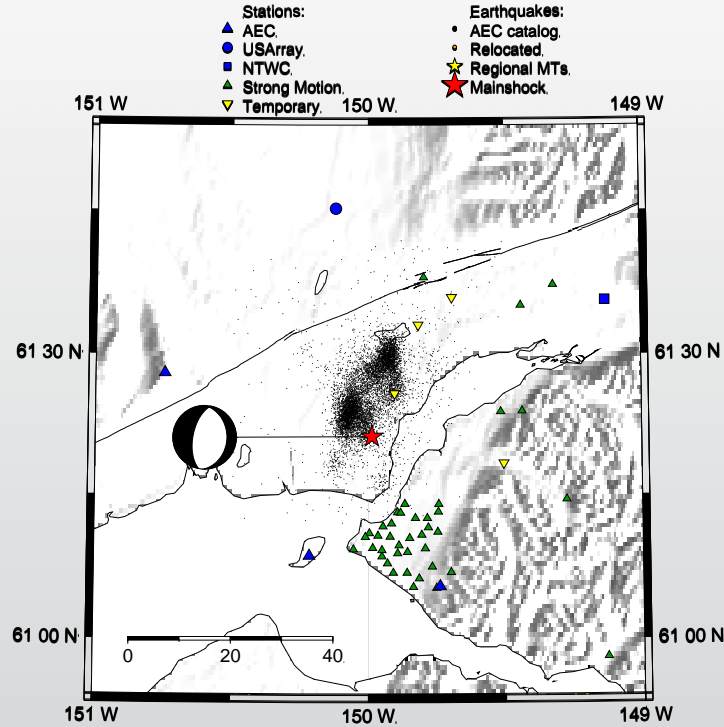 Stations:
AEC
USArray
NTWC
Strong Motion
Temporary
Earthquakes:
AEC catalog
Relocated
Regional MTs
Mainshock
151 W
150 W
149 W
61 30 N
61 30 N
61 00 N
61 00 N
0
20
40
151 W
150 W
149 W